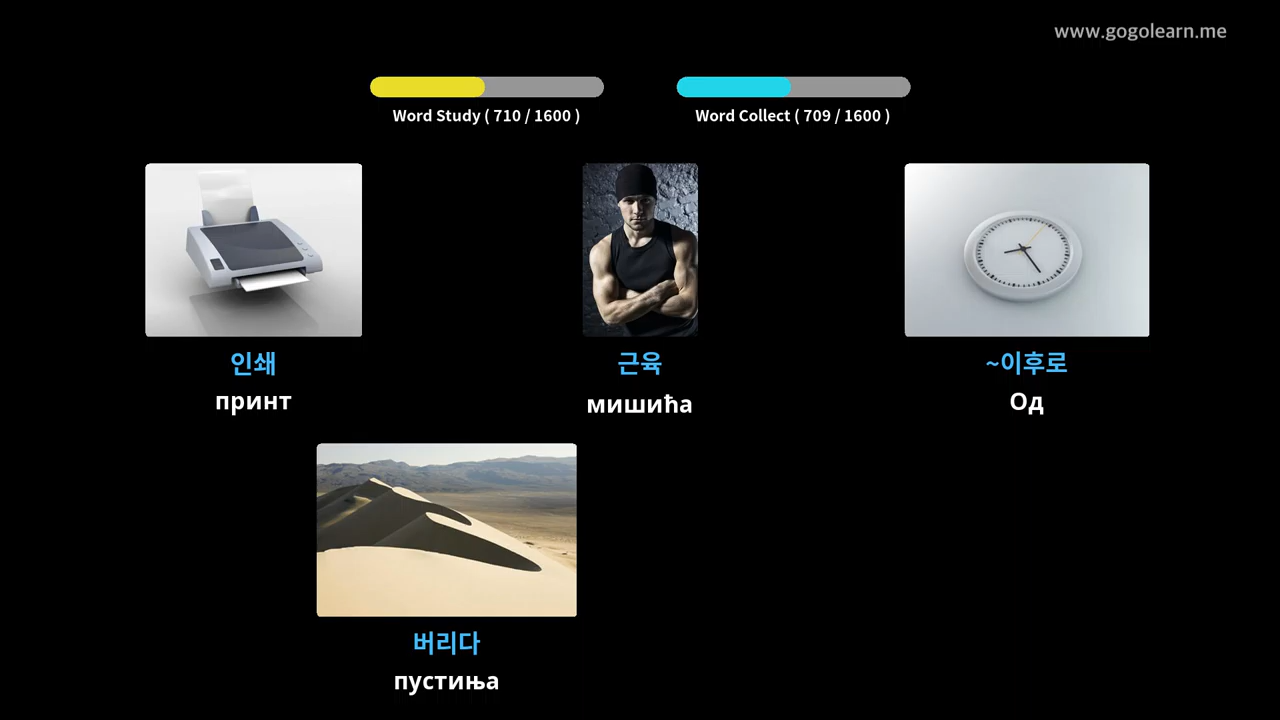 www.gogolearn.me
Word Study ( 710 / 1600 )
Word Collect ( 709 / 1600 )
인쇄
принт
근육
мишића
~이후로
Од
버리다
пустиња